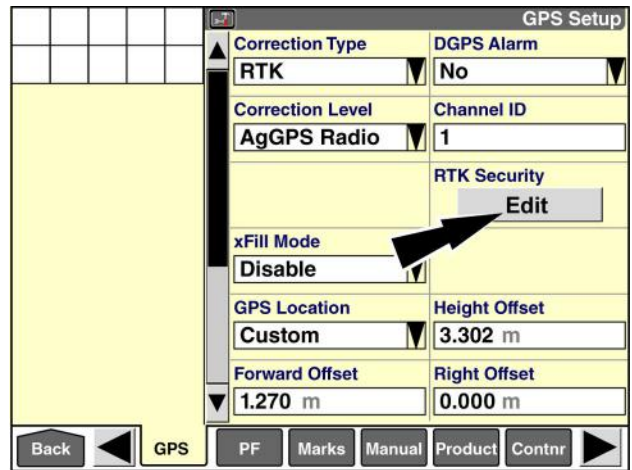 GPS Setup
Correction Type
DGPS Alarm
RTK
No
Correction Level
Channel ID
AgGPS Radio
1
RTK Security
Edit
xFill Mode
Disable
GPS Location
Height Offset
Custom
3.302 m
Forward Offset
Right Offset
1.270 m
0.000 m
Back
GPS
PF
Marks
Manual
Product
Contnr